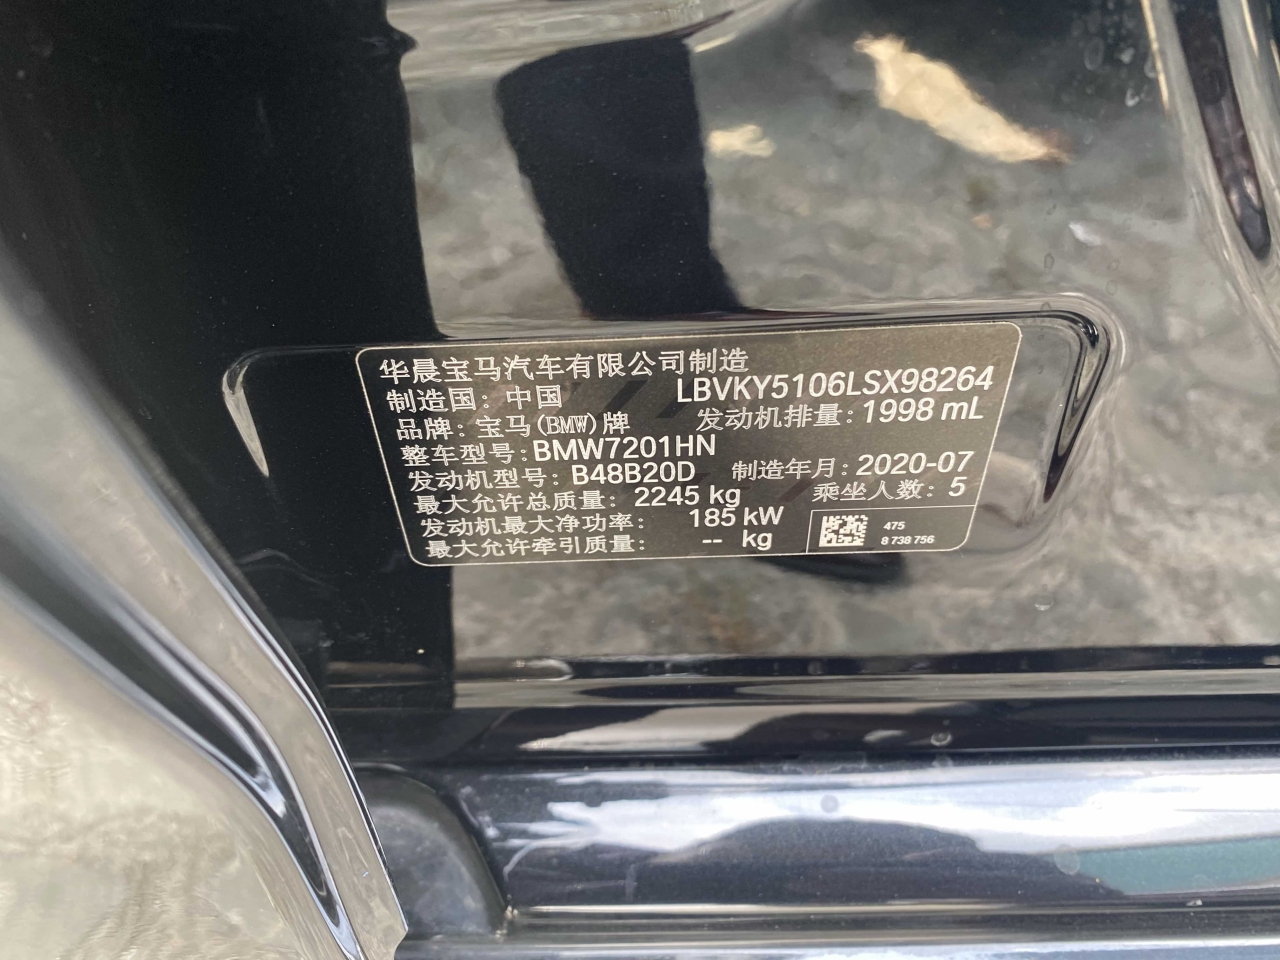 华晨宝马汽车有限公司制造
制造国：中国 LBVKY5106LSX98264
品牌：宝马(BMW)牌 发动机排量：1998 mL
整车型号：BMW7201HN
发动机型号：B48B20D 制造年月：2020-07
最大允许总质量：2245 kg 乘坐人数：5
发动机最大净功率：185 kW
最大允许牵引质量：-- kg
475
8 738 756